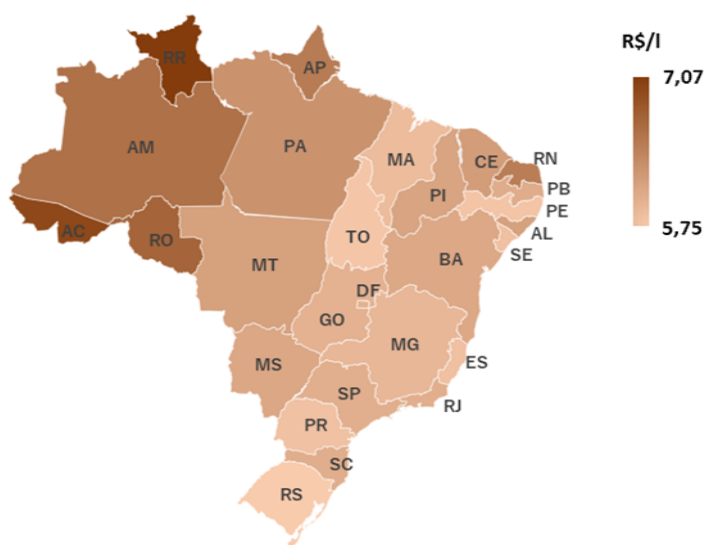 R$/l
7,07
5,75
RR
AP
AM
PA
MA
CE
RN
PB
PI
PE
AL
SE
AC
RO
TO
BA
MT
DF
GO
MG
MS
ES
SP
RJ
PR
SC
RS